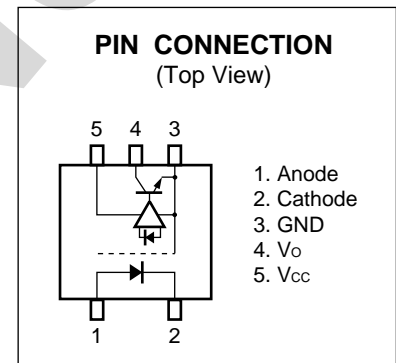 PIN CONNECTION
(Top View)
5 4 3
1. Anode
2. Cathode
3. GND
4. Vo
5. Vcc
1 2